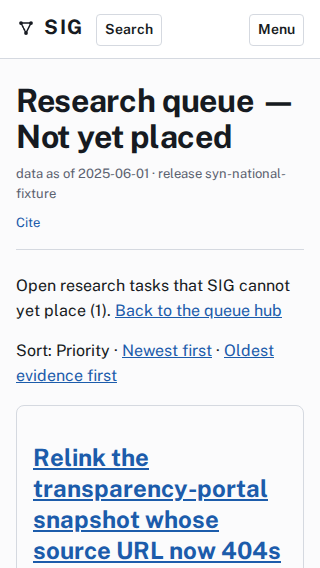 SIG Search Menu
Research queue —
Not yet placed
data as of 2025-06-01 · release syn-national-
fixture
Cite
Open research tasks that SIG cannot
yet place (1). Back to the queue hub
Sort: Priority · Newest first · Oldest
evidence first
Relink the
transparency-portal
snapshot whose
source URL now 404s